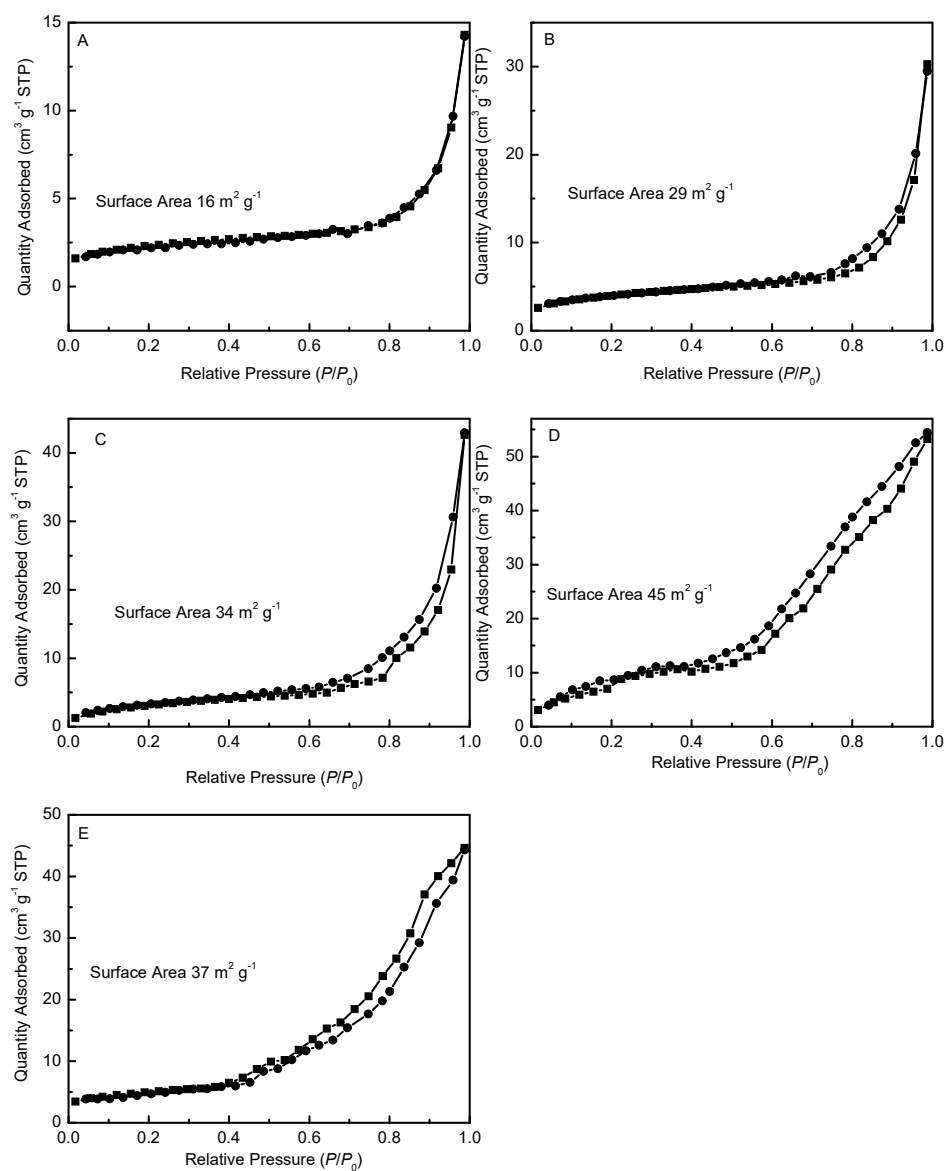 A
15
10
5
0
Quantity Adsorbed (cm³ g⁻¹ STP)
Surface Area 16 m² g⁻¹
0.0 0.2 0.4 0.6 0.8 1.0
Relative Pressure (P/P₀)
B
30
20
10
0
Quantity Adsorbed (cm³ g⁻¹ STP)
Surface Area 29 m² g⁻¹
0.0 0.2 0.4 0.6 0.8 1.0
Relative Pressure (P/P₀)
C
40
30
20
10
0
Quantity Adsorbed (cm³ g⁻¹ STP)
Surface Area 34 m² g⁻¹
0.0 0.2 0.4 0.6 0.8 1.0
Relative Pressure (P/P₀)
D
50
40
30
20
10
0
Quantity Adsorbed (cm³ g⁻¹ STP)
Surface Area 45 m² g⁻¹
0.0 0.2 0.4 0.6 0.8 1.0
Relative Pressure (P/P₀)
E
50
40
30
20
10
0
Quantity Adsorbed (cm³ g⁻¹ STP)
Surface Area 37 m² g⁻¹
0.0 0.2 0.4 0.6 0.8 1.0
Relative Pressure (P/P₀)